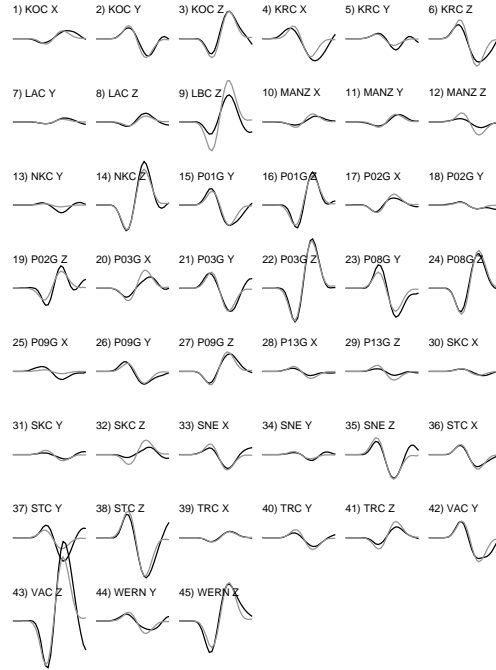 1) KOC X 2) KOC Y 3) KOC Z 4) KRC X 5) KRC Y 6) KRC Z
7) LAC Y 8) LAC Z 9) LBC Z 10) MANZ X 11) MANZ Y 12) MANZ Z
13) NKC Y 14) NKC Z 15) P01G Y 16) P01G Z 17) P02G X 18) P02G Y
19) P02G Z 20) P03G X 21) P03G Y 22) P03G Z 23) P08G Y 24) P08G Z
25) P09G X 26) P09G Y 27) P09G Z 28) P13G X 29) P13G Z 30) SKC X
31) SKC Y 32) SKC Z 33) SNE X 34) SNE Y 35) SNE Z 36) STC X
37) STC Y 38) STC Z 39) TRC X 40) TRC Y 41) TRC Z 42) VAC Y
43) VAC Z 44) WERN Y 45) WERN Z